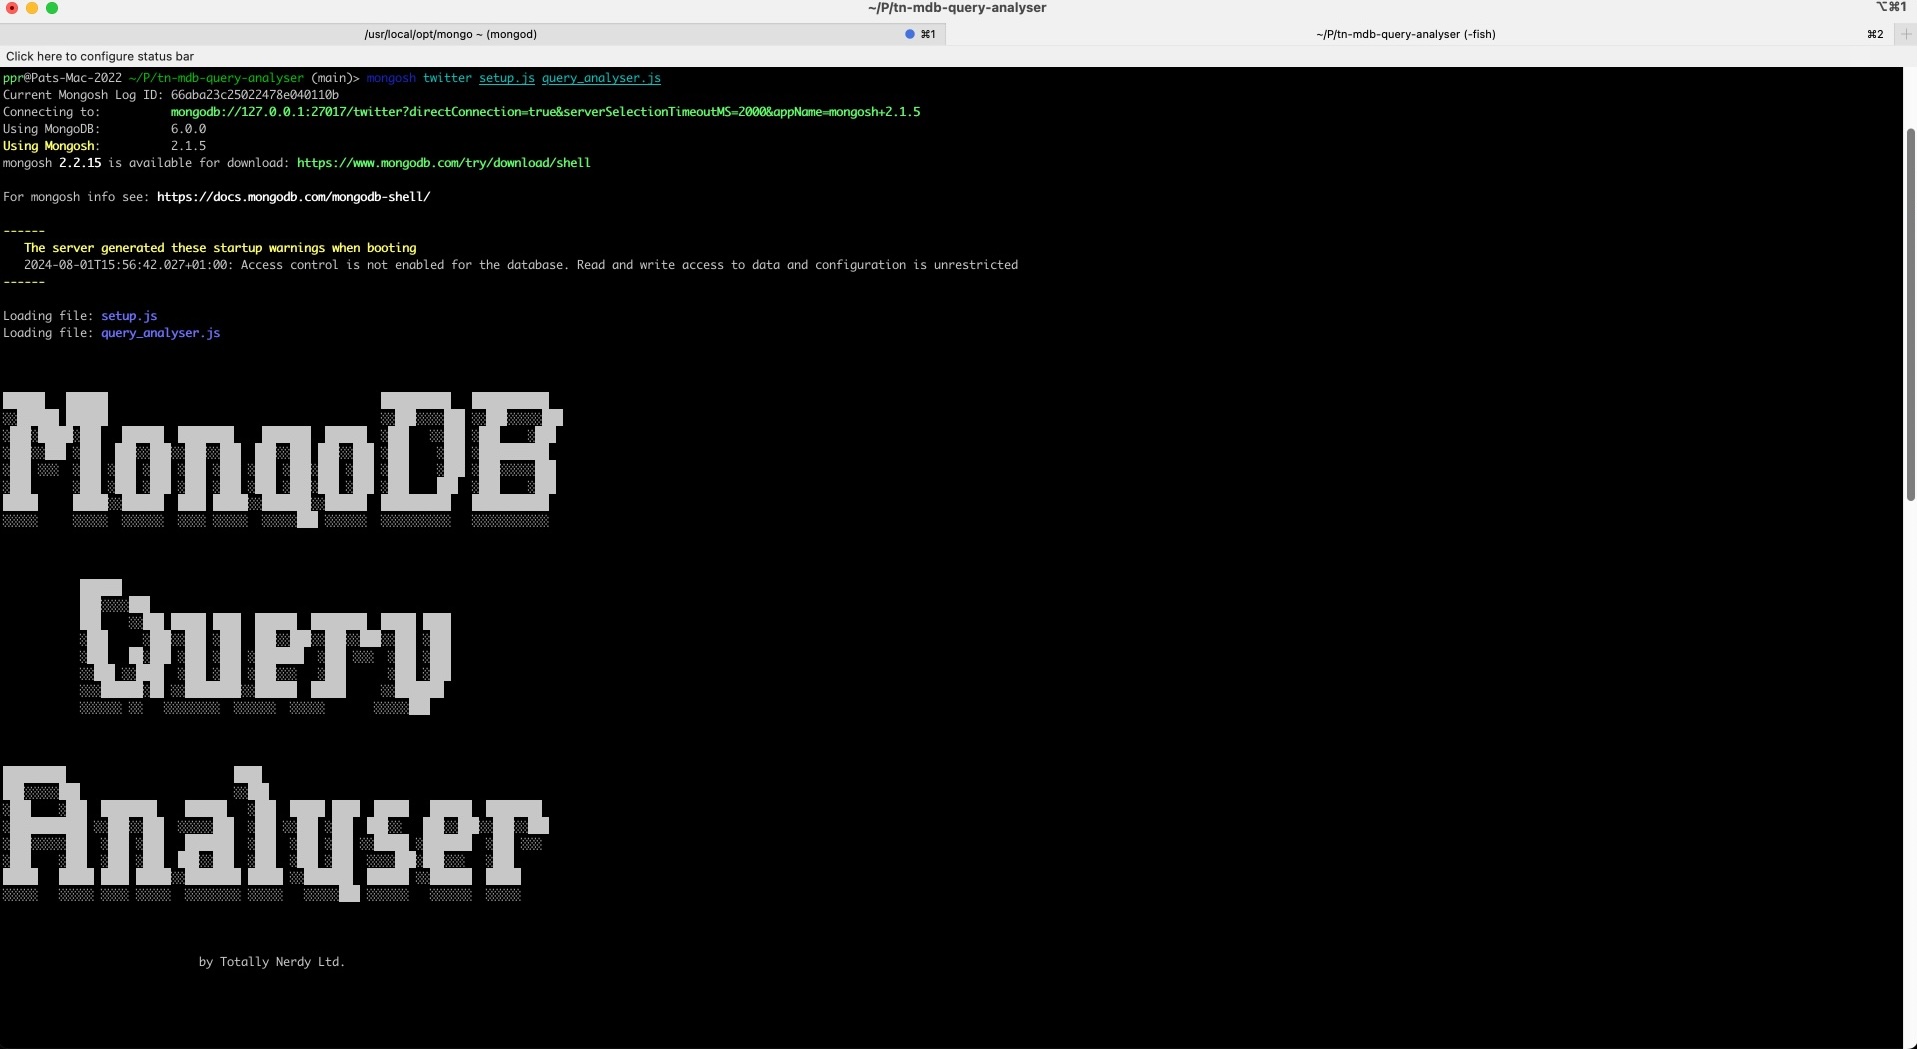 ~/P/tn-mdb-query-analyser
⌥⌘1
/usr/local/opt/mongo ~ (mongod)
⌘1
~/P/tn-mdb-query-analyser (-fish)
⌘2
Click here to configure status bar
ppr@Pats-Mac-2022 ~/P/tn-mdb-query-analyser (main)> mongosh twitter setup.js query_analyser.js
Current Mongosh Log ID: 66aba23c25022478e040110b
Connecting to: mongodb://127.0.0.1:27017/twitter?directConnection=true&serverSelectionTimeoutMS=2000&appName=mongosh+2.1.5
Using MongoDB: 6.0.0
Using Mongosh: 2.1.5
mongosh 2.2.15 is available for download: https://www.mongodb.com/try/download/shell
For mongosh info see: https://docs.mongodb.com/mongodb-shell/
------
The server generated these startup warnings when booting
2024-08-01T15:56:42.027+01:00: Access control is not enabled for the database. Read and write access to data and configuration is unrestricted
------
Loading file: setup.js
Loading file: query_analyser.js
MongoDB
Query
Analyser
by Totally Nerdy Ltd.